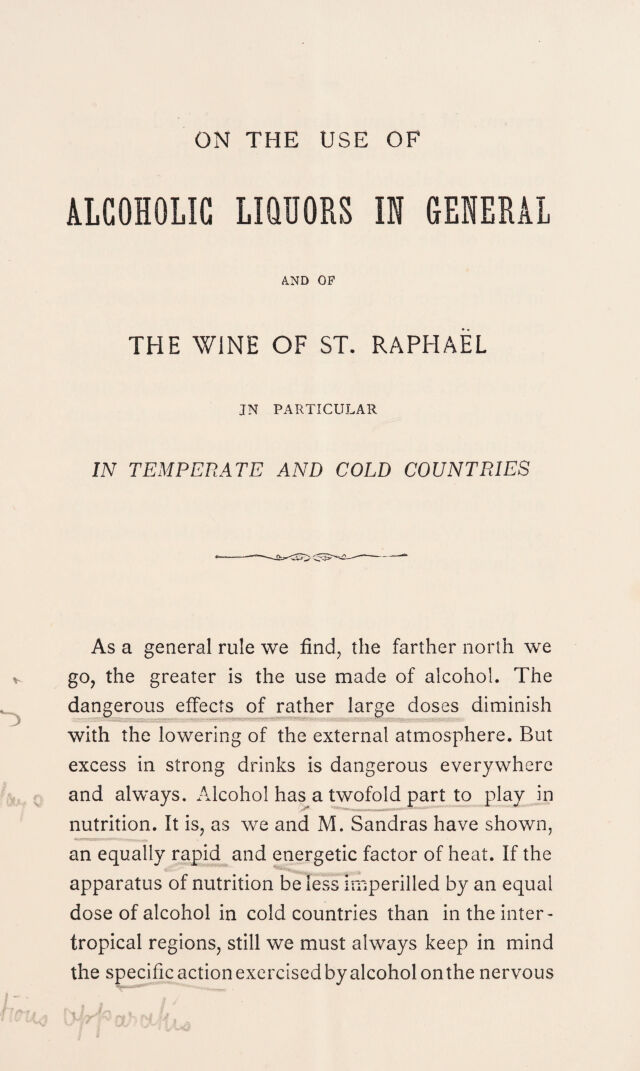 ON THE USE OF
ALCOHOLIC LIQUORS IN GENERAL
AND OF
THE WINE OF ST. RAPHAËL
IN PARTICULAR
IN TEMPERATE AND COLD COUNTRIES
As a general rule we find, the farther north we
go, the greater is the use made of alcohol. The
dangerous effects of rather large doses diminish
with the lowering of the external atmosphere. But
excess in strong drinks is dangerous everywhere
and always. Alcohol has a twofold part to play in
nutrition. It is, as we and M. Sandras have shown,
an equally rapid and energetic factor of heat. If the
apparatus of nutrition be less imperilled by an equal
dose of alcohol in cold countries than in the inter-
tropical regions, still we must always keep in mind
the specific action exercised by alcohol on the nervous
apparatus